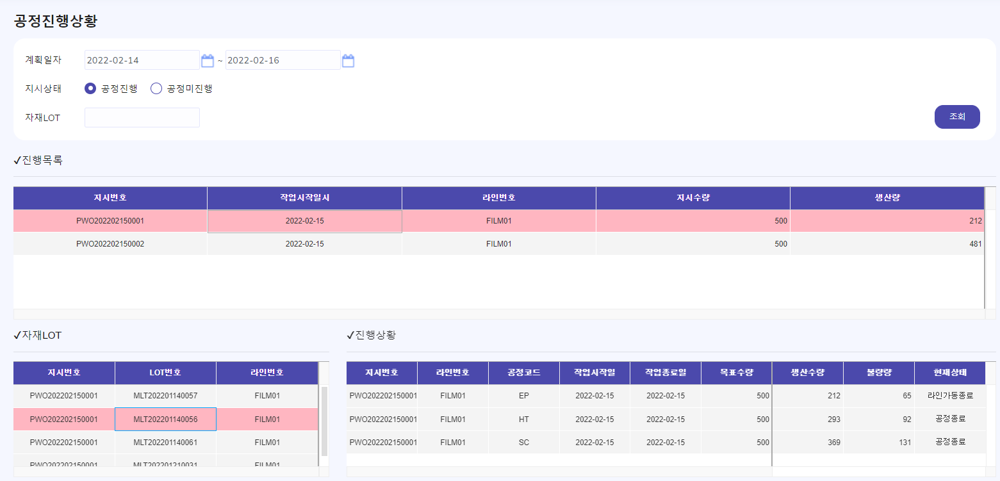 공정진행상황
계획일자 2022-02-14 ~ 2022-02-16
지시상태 공정진행 공정미진행
자재LOT 조회
✓진행목록
지시번호 작업시작일시 라인번호 지시수량 생산량
PWO202202150001 2022-02-15 FILM01 500 212
PWO202202150002 2022-02-15 FILM01 500 481
✓자재LOT
지시번호 LOT번호 라인번호
PWO202202150001 MLT202201140057 FILM01
PWO202202150001 MLT202201140056 FILM01
PWO202202150001 MLT202201140061 FILM01
PWO202202150001 MLT202201210031 FILM01
✓진행상황
지시번호 라인번호 공정코드 작업시작일 작업종료일 목표수량 생산수량 불량량 현재상태
PWO202202150001 FILM01 EP 2022-02-15 2022-02-15 500 212 65 라인가동종료
PWO202202150001 FILM01 HT 2022-02-15 2022-02-15 500 293 92 공정종료
PWO202202150001 FILM01 SC 2022-02-15 2022-02-15 500 369 131 공정종료